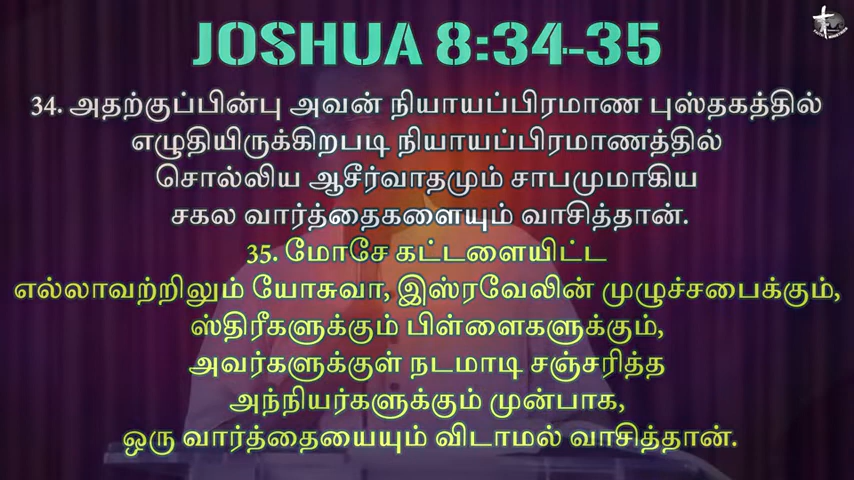 JOSHUA 8:34-35
34. அதற்குப்பின்பு அவன் நியாயப்பிரமாண புஸ்தகத்தில்
எழுதியிருக்கிறபடி நியாயப்பிரமாணத்தில்
சொல்லிய ஆசீர்வாதமும் சாபமுமாகிய
சகல வார்த்தைகளையும் வாசித்தான்.
35. மோசே கட்டளையிட்ட
எல்லாவற்றிலும் யோசுவா, இஸ்ரவேலின் முழுச்சபைக்கும்,
ஸ்திரீகளுக்கும் பிள்ளைகளுக்கும்,
அவர்களுக்குள் நடமாடி சஞ்சரித்த
அந்நியர்களுக்கும் முன்பாக,
ஒரு வார்த்தையையும் விடாமல் வாசித்தான்.